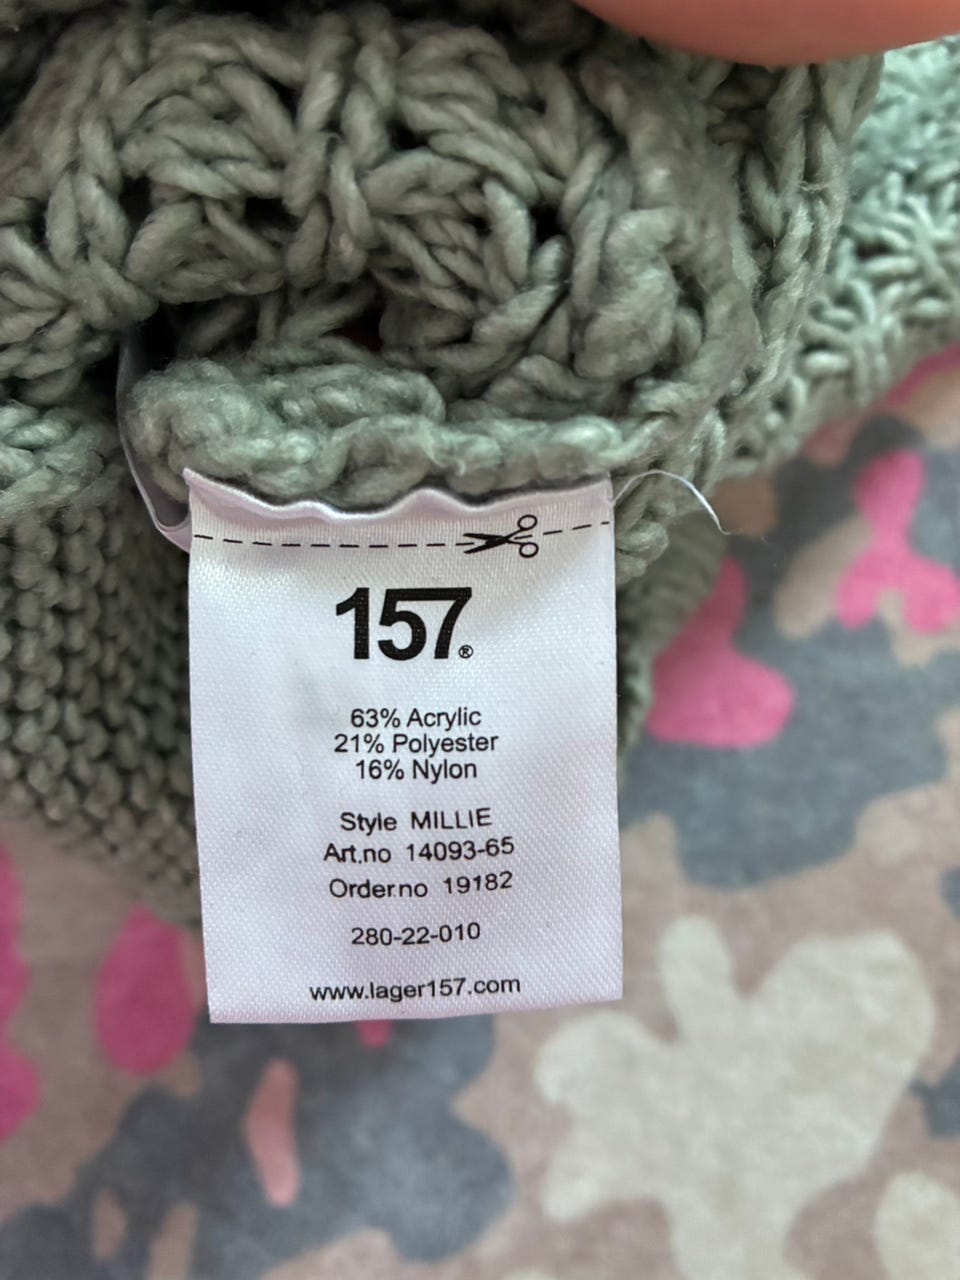 157®
63% Acrylic
21% Polyester
16% Nylon
Style MILLIE
Art.no 14093-65
Order.no 19182
280-22-010
www.lager157.com